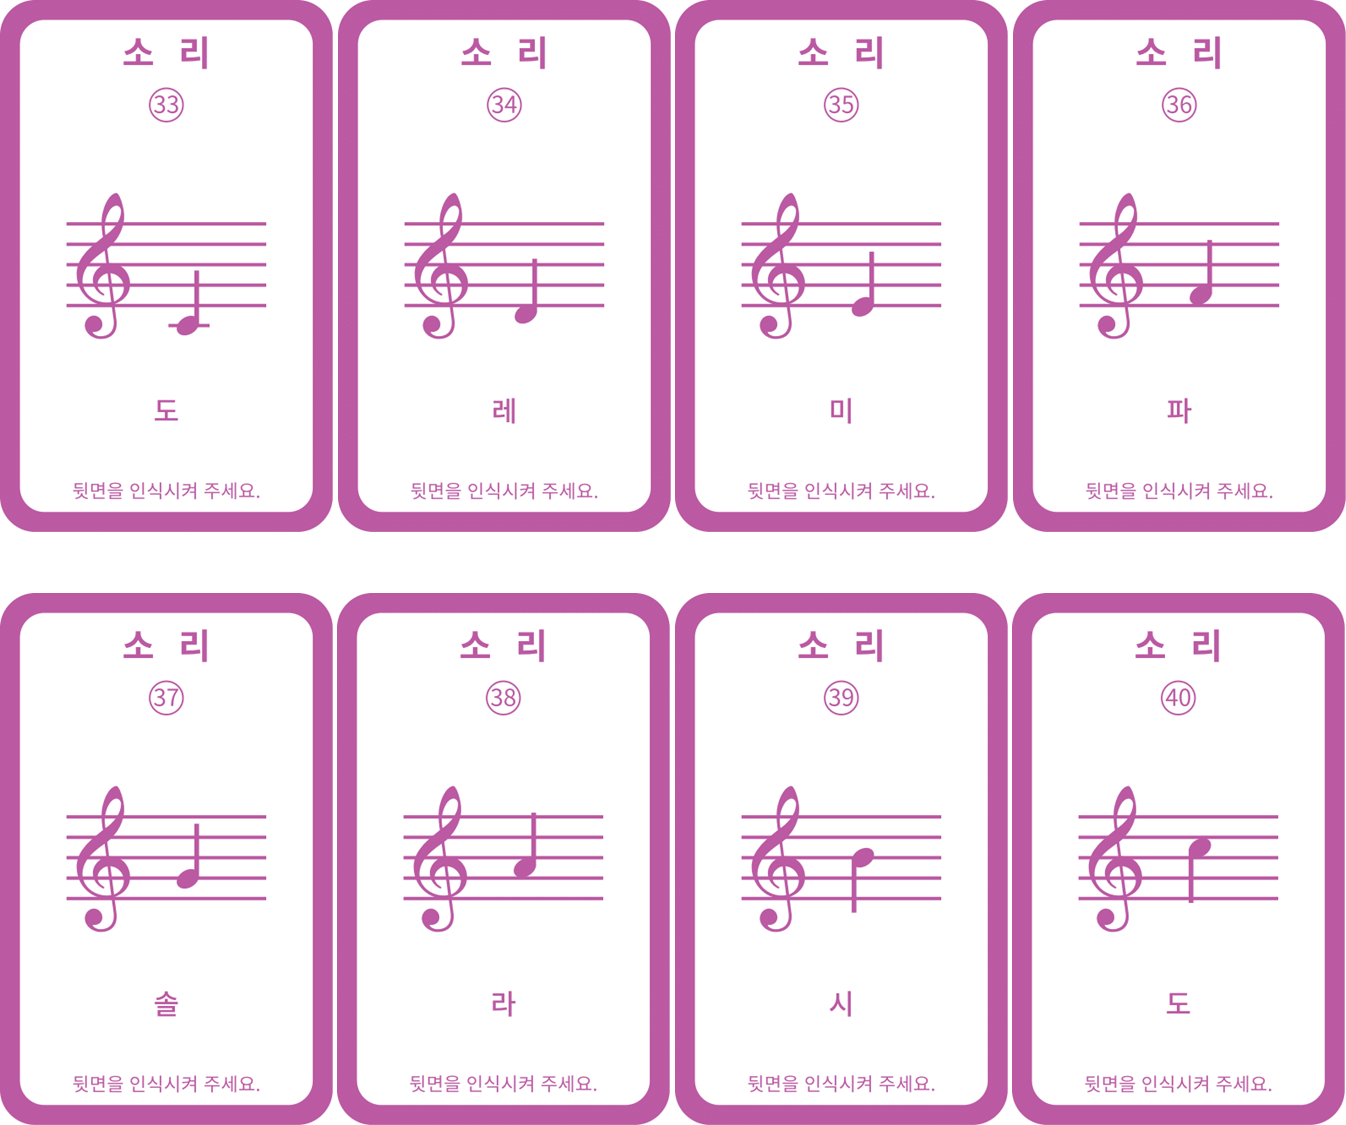 소 리
33
도
뒷면을 인식시켜 주세요.
소 리
34
레
뒷면을 인식시켜 주세요.
소 리
35
미
뒷면을 인식시켜 주세요.
소 리
36
파
뒷면을 인식시켜 주세요.
소 리
37
솔
뒷면을 인식시켜 주세요.
소 리
38
라
뒷면을 인식시켜 주세요.
소 리
39
시
뒷면을 인식시켜 주세요.
소 리
40
도
뒷면을 인식시켜 주세요.